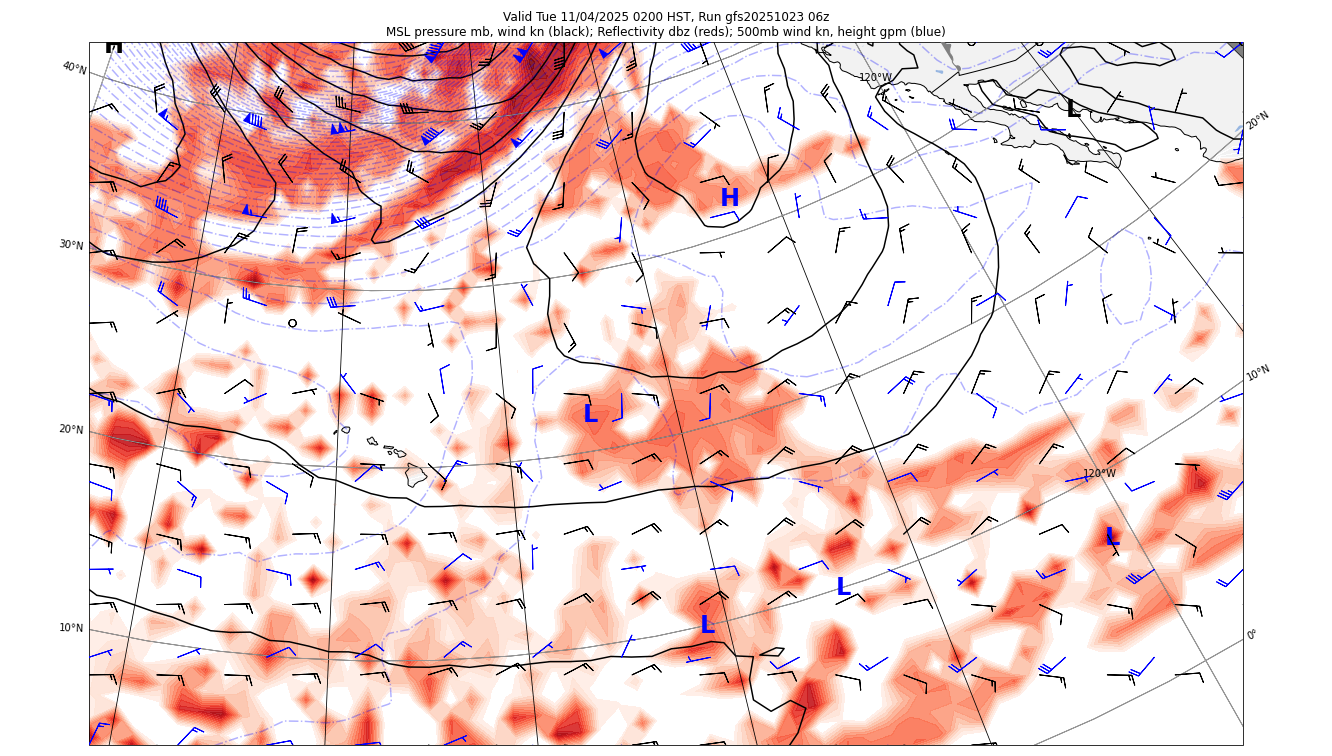 Valid Tue 11/04/2025 0200 HST, Run gfs20251023 06z
MSL pressure mb, wind kn (black); Reflectivity dbz (reds); 500mb wind kn, height gpm (blue)
H
40°N
120°W
L
20°N
H
30°N
10°N
L
20°N
120°W
L
L
10°N
L
0°